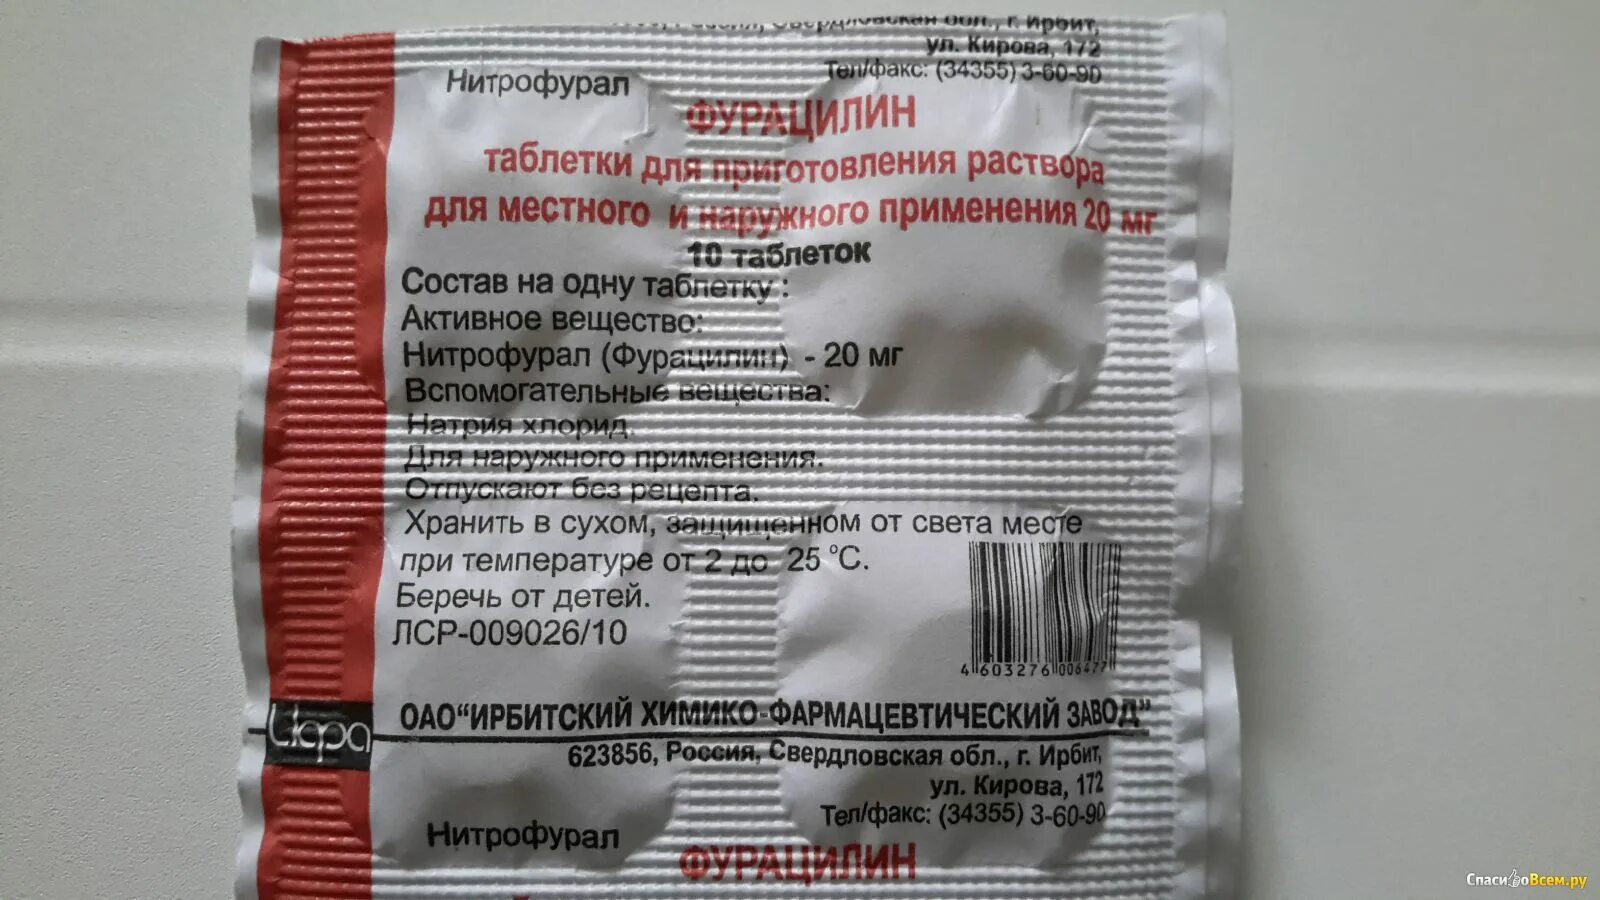 Свердловская обл., г. Ирбит,
ул. Кирова, 172
Тел/факс: (34355) 3-60-90
Нитрофурал
ФУРАЦИЛИН
таблетки для приготовления раствора
для местного и наружного применения 20 мг
10 таблеток
Состав на одну таблетку:
Активное вещество:
Нитрофурал (Фурацилин) - 20 мг
Вспомогательные вещества:
Натрия хлорид.
Для наружного применения.
Отпускают без рецепта.
Хранить в сухом, защищенном от света месте
при температуре от 2 до 25 °С.
Беречь от детей.
ЛСР-009026/10
4 603276 006477
ОАО "ИРБИТСКИЙ ХИМИКО-ФАРМАЦЕВТИЧЕСКИЙ ЗАВОД"
623856, Россия, Свердловская обл., г. Ирбит,
ул. Кирова, 172
Тел/факс: (34355) 3-60-90
Нитрофурал
ФУРАЦИЛИН
СпасибоВсем.ру